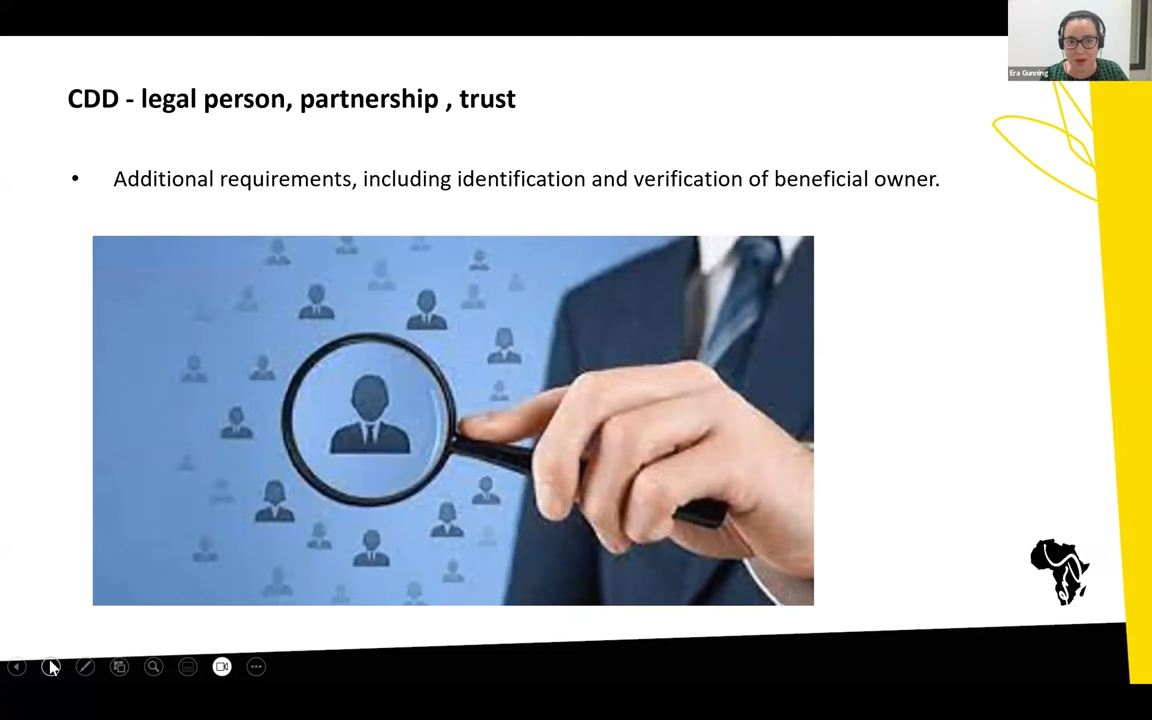 Era Gunning
CDD - legal person, partnership , trust
• Additional requirements, including identification and verification of beneficial owner.